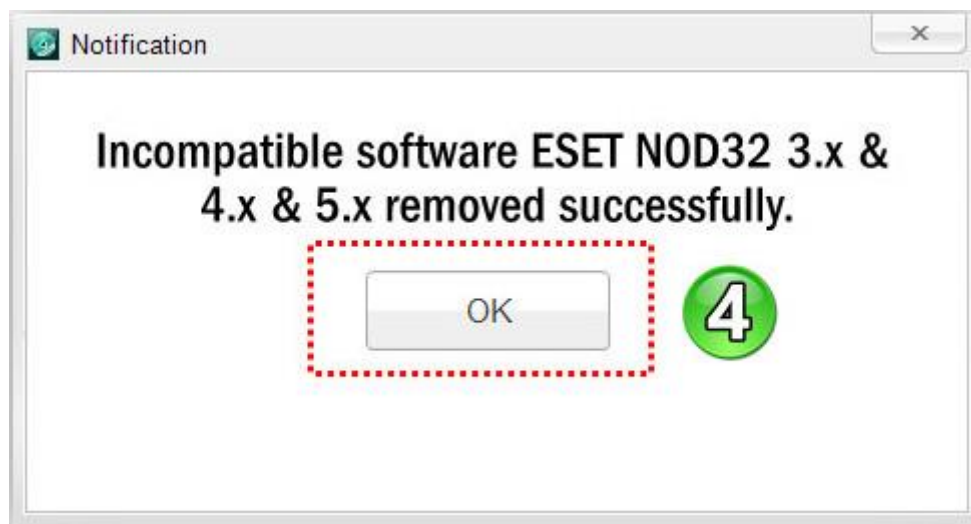 Notification
Incompatible software ESET NOD32 3.x &
4.x & 5.x removed successfully.
OK
4